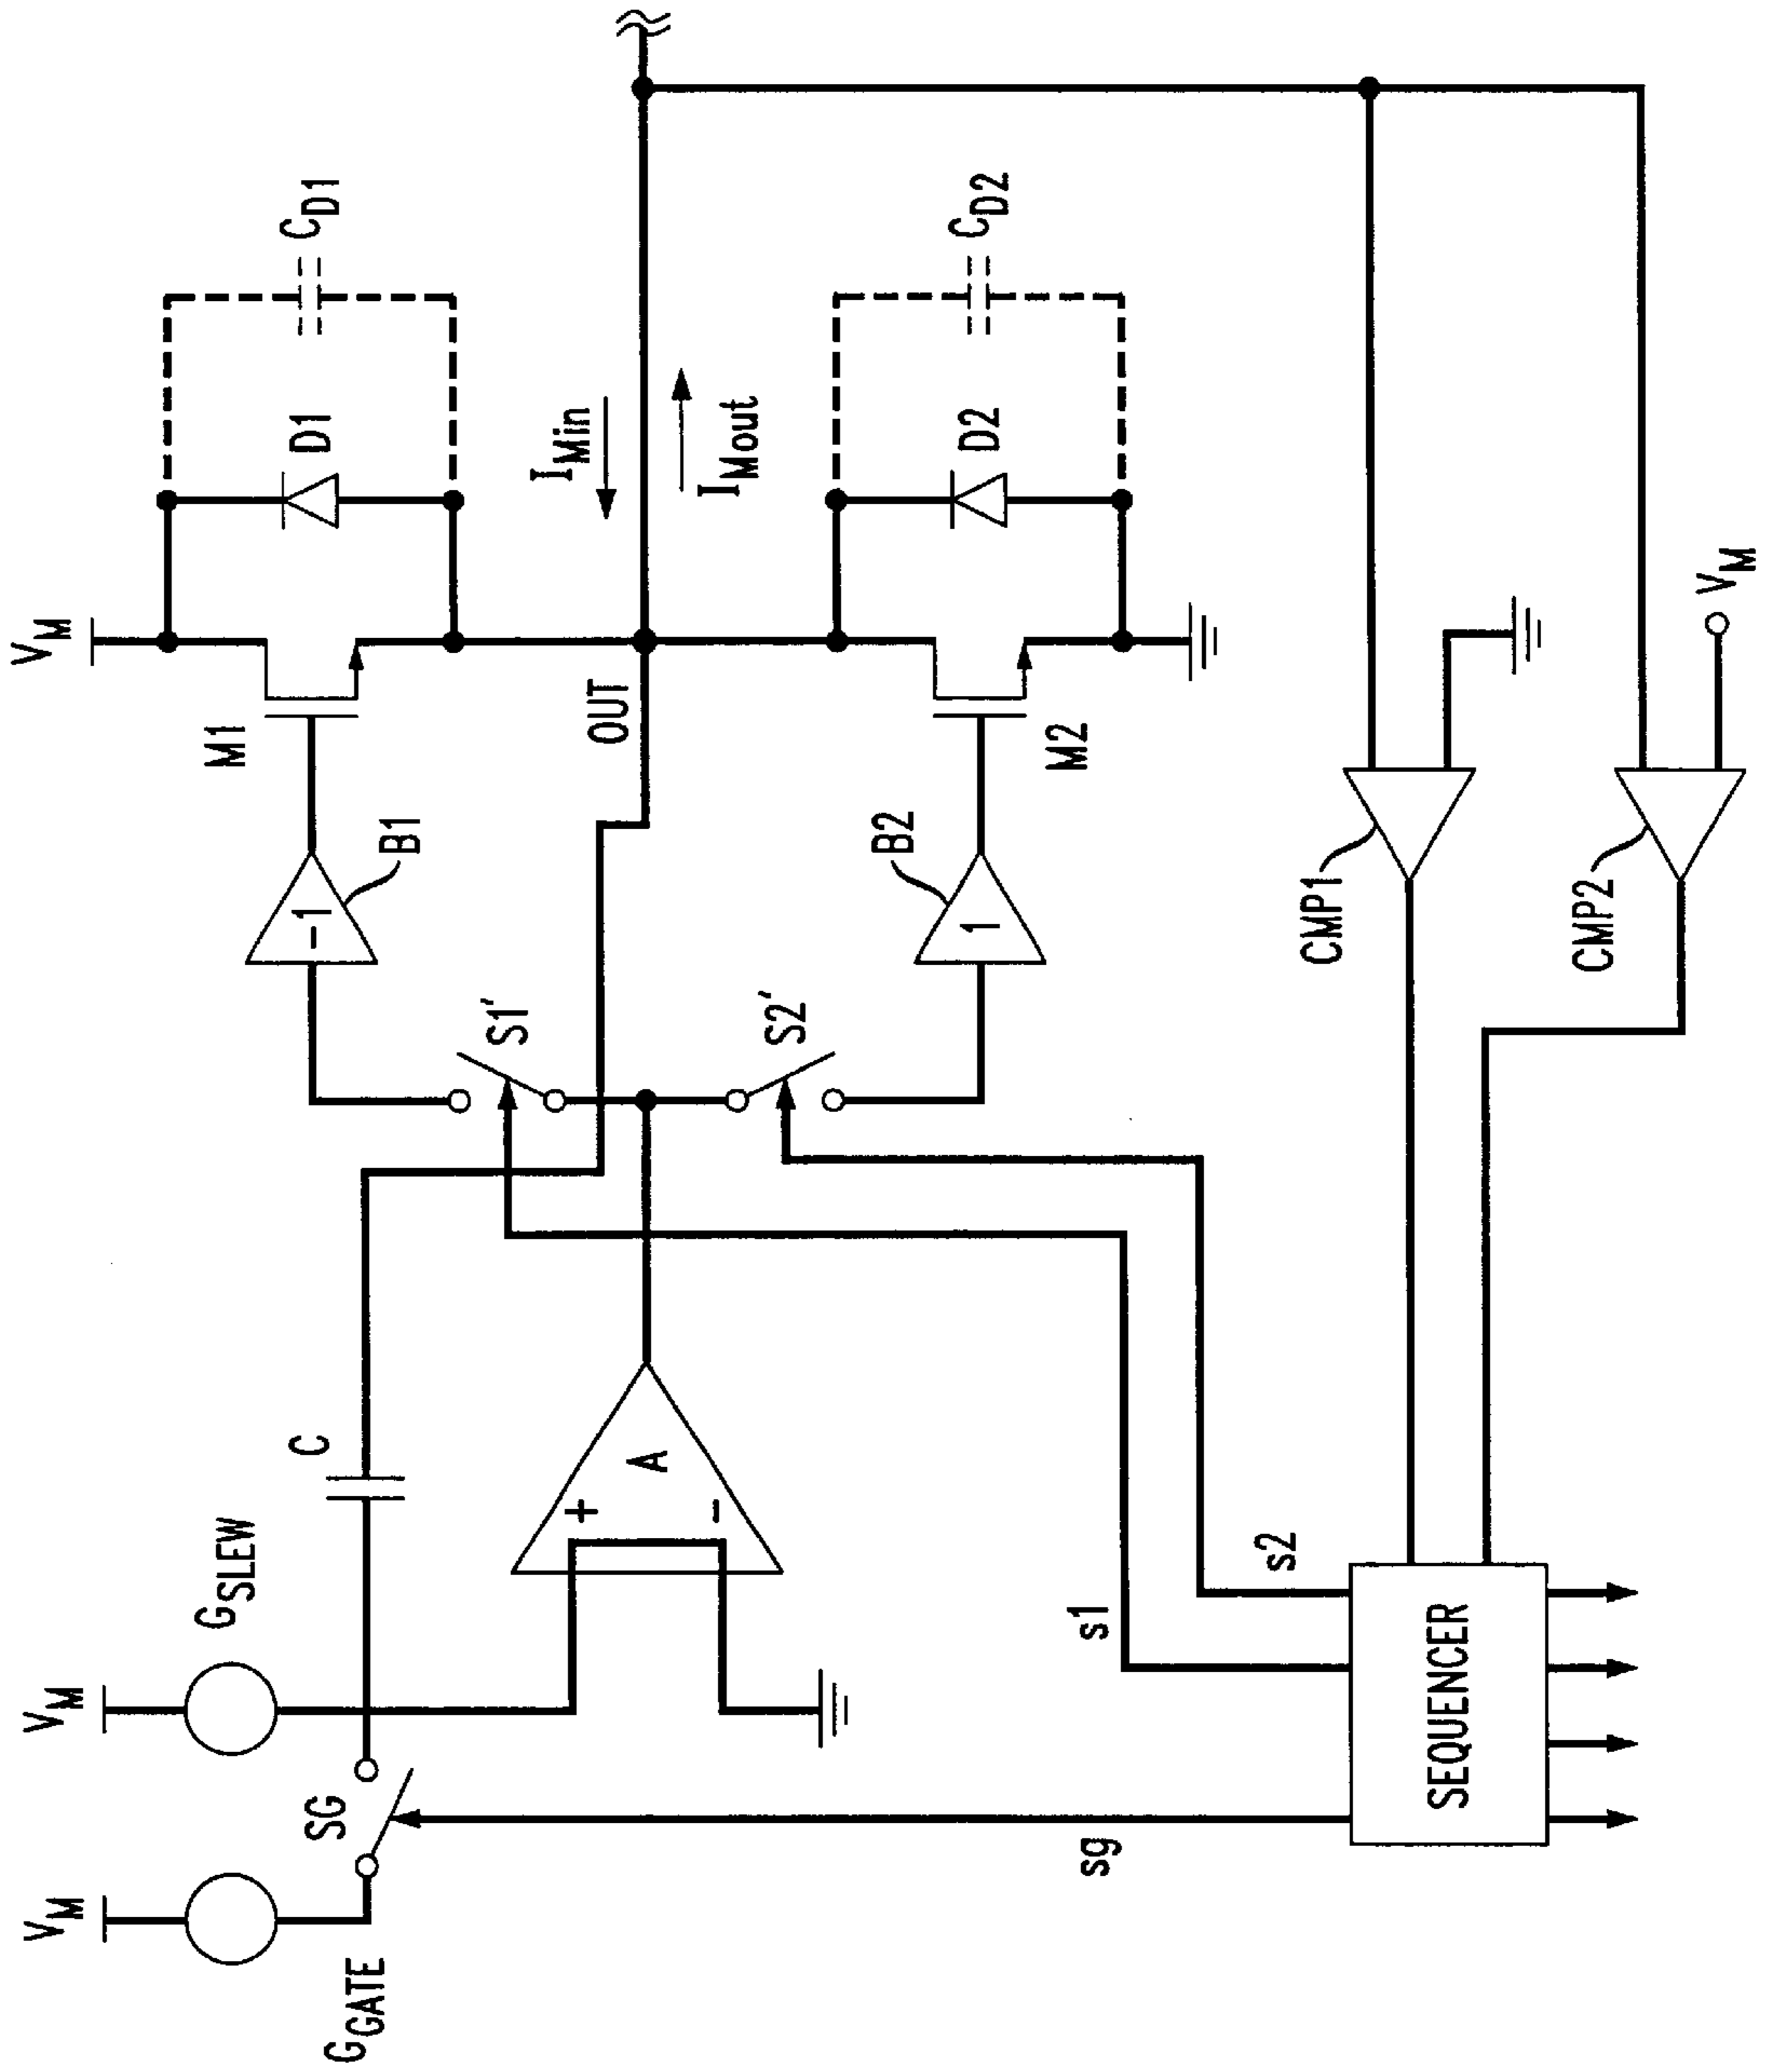 V_M
V_M
V_M
G_GATE
G_SLEW
SG
C
A
+
-
S1'
S2'
-1
B1
1
B2
M1
OUT
M2
D1
C_D1
I_Min
I_Mout
D2
C_D2
sg
s1
s2
SEQUENCER
CMP1
CMP2
V_M